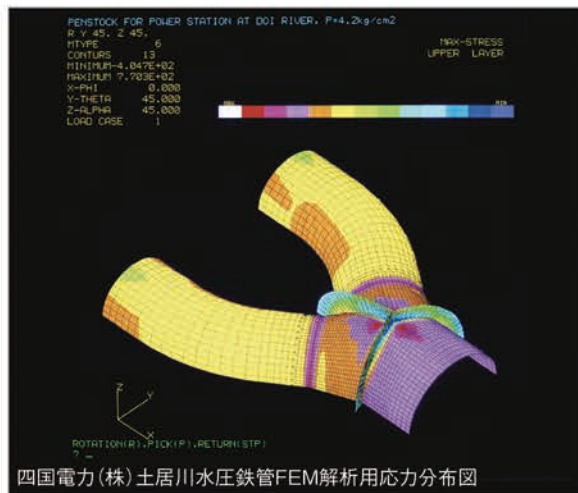 PENSTOCK FOR POWER STATION AT DOI RIVER, P=4.2kg/cm2
R Y 45. Z 45.
MTYPE 6
CONTURS 13
MINIMUM-4.047E+02
MAXIMUM 7.703E+02
X-PHI 0.000
Y-THETA 45.000
Z-ALPHA 45.000
LOAD CASE 1
MAX-STRESS
UPPER LAYER
MAX
MIN
Z
Y
X
ROTATION(R).PICK(P).RETURN(STP)
? _
四国電力(株)土居川水圧鉄管FEM解析用応力分布図